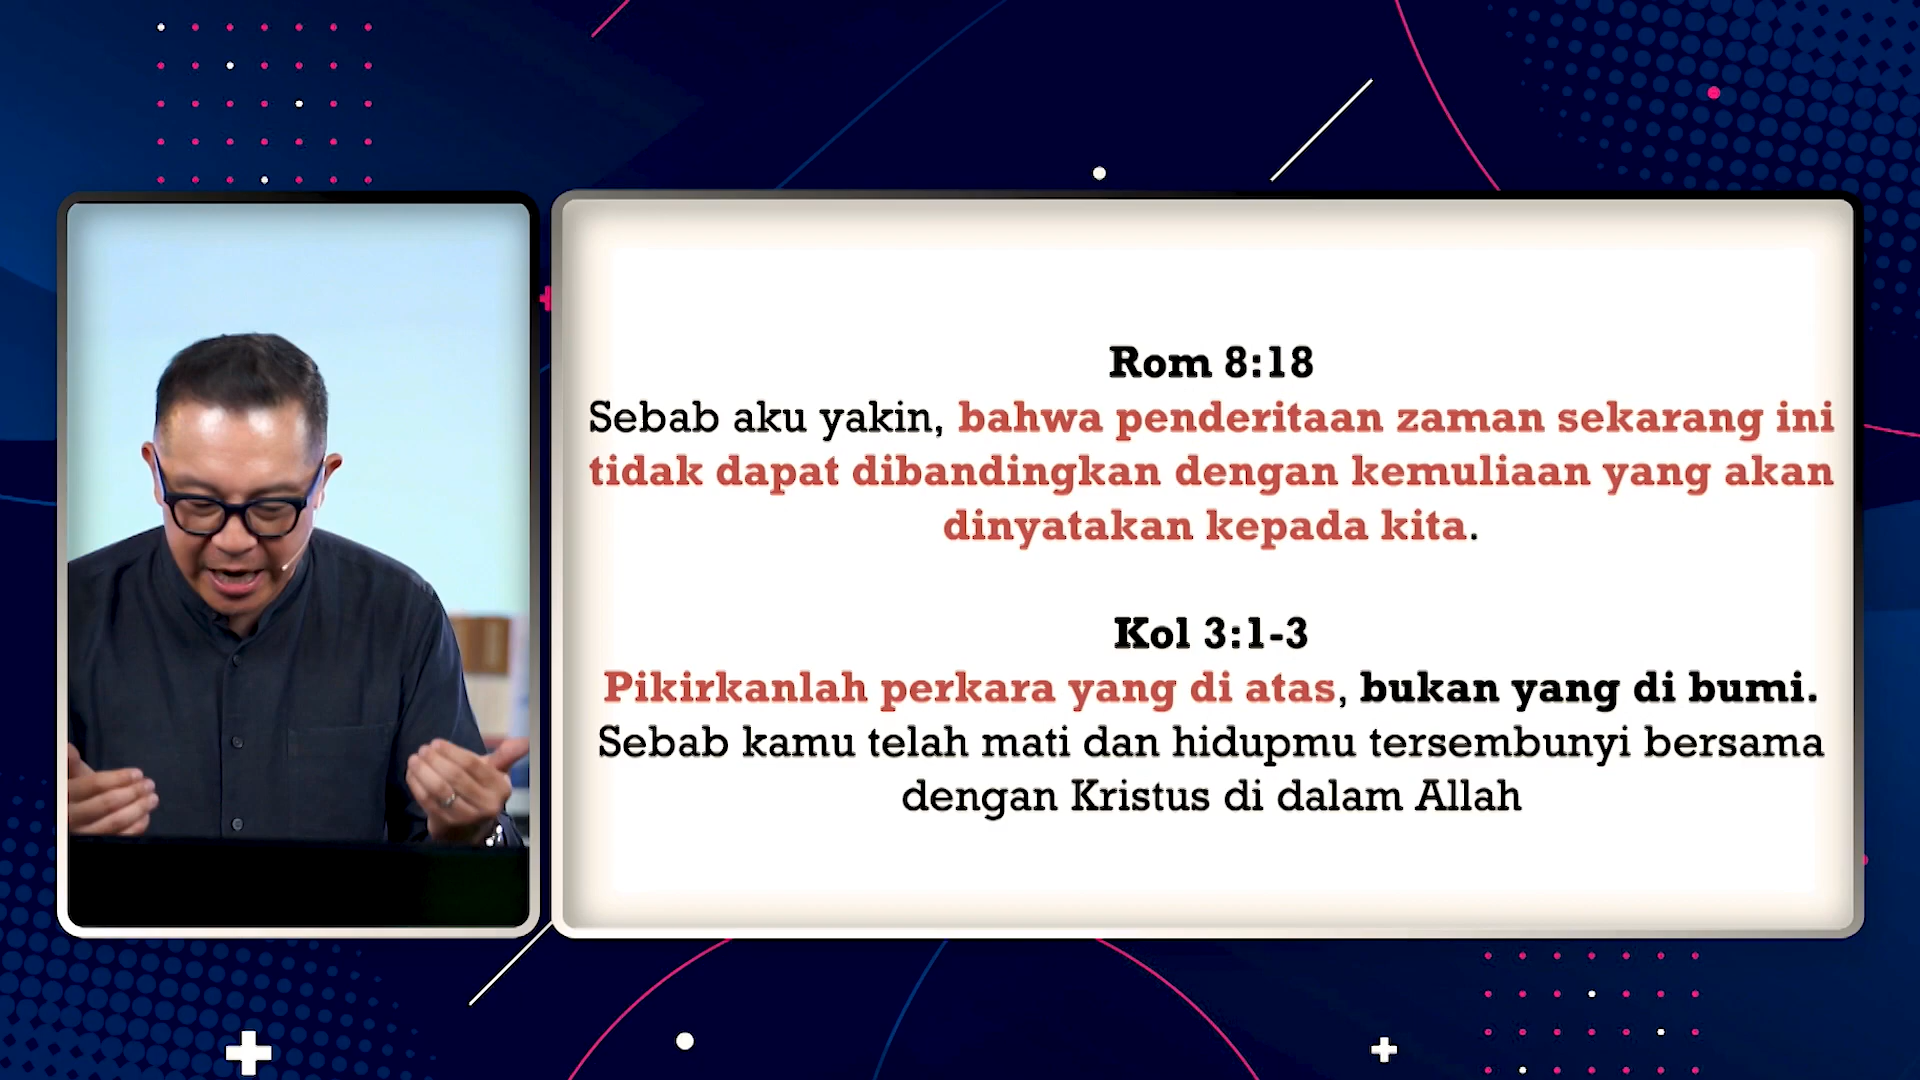 Rom 8:18
Sebab aku yakin, bahwa penderitaan zaman sekarang ini
tidak dapat dibandingkan dengan kemuliaan yang akan
dinyatakan kepada kita.
Kol 3:1-3
Pikirkanlah perkara yang di atas, bukan yang di bumi.
Sebab kamu telah mati dan hidupmu tersembunyi bersama
dengan Kristus di dalam Allah